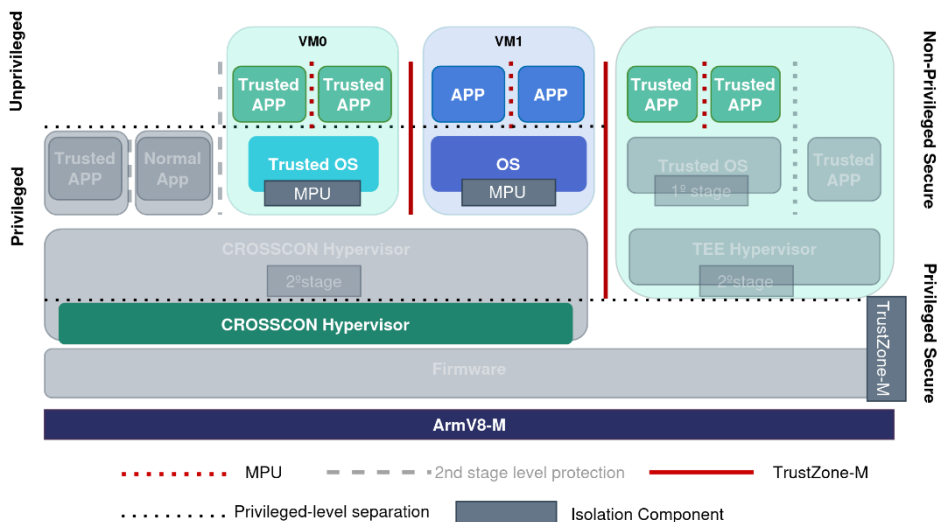 VM0
VM1
Unprivileged
Non-Privileged Secure
Trusted
APP
Trusted
APP
APP
APP
Trusted
APP
Trusted
APP
Privileged
Trusted
APP
Normal
App
Trusted OS
MPU
OS
MPU
Trusted OS
1º stage
Trusted
APP
CROSSCON Hypervisor
2ºstage
TEE Hypervisor
2ºstage
Privileged Secure
CROSSCON Hypervisor
TrustZone-M
Firmware
ArmV8-M
MPU
2nd stage level protection
TrustZone-M
Privileged-level separation
Isolation Component